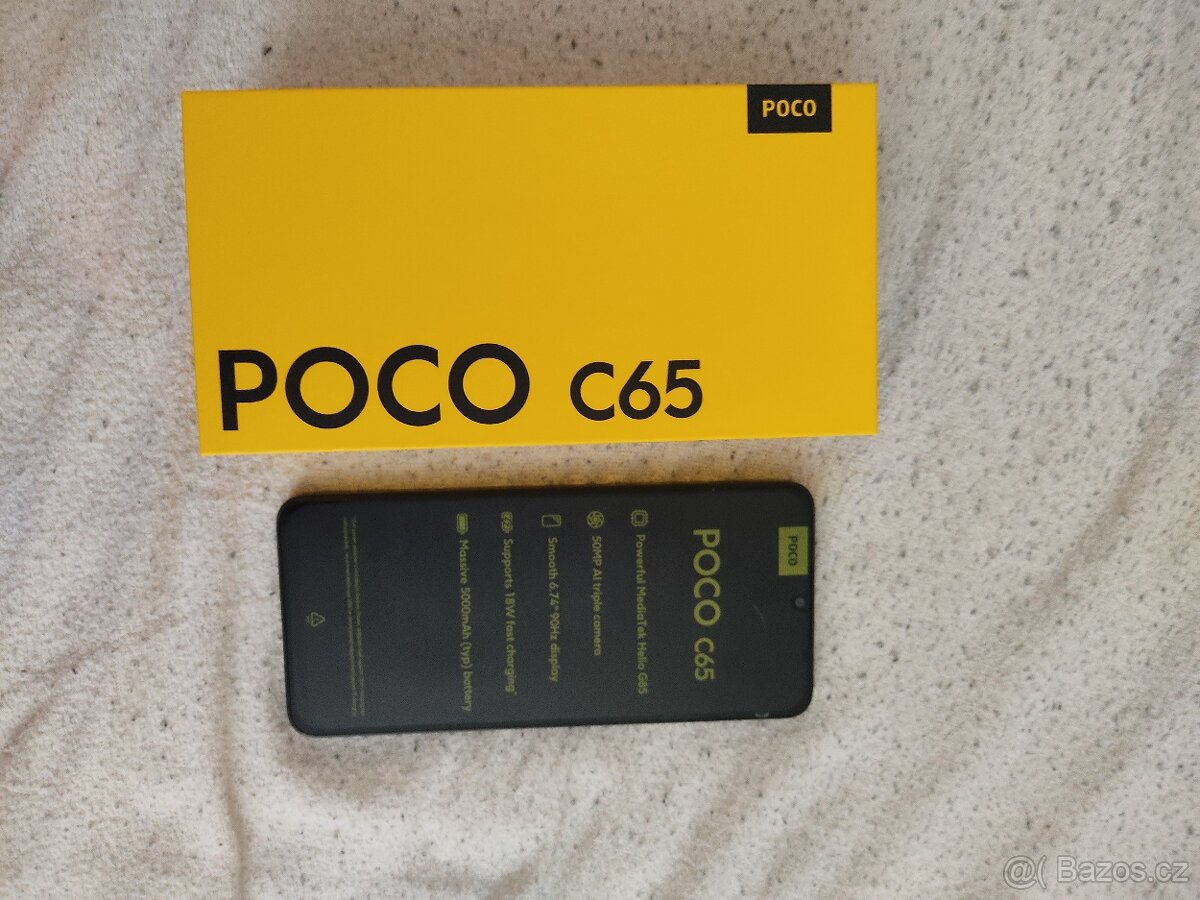 POCO
POCO C65
POCO
POCO C65
Powerful MediaTek Helio G85
50MP AI triple camera
Smooth 6.74" 90Hz display
Supports 18W fast charging*
Massive 5000mAh (typ) battery
@( Bazos.cz